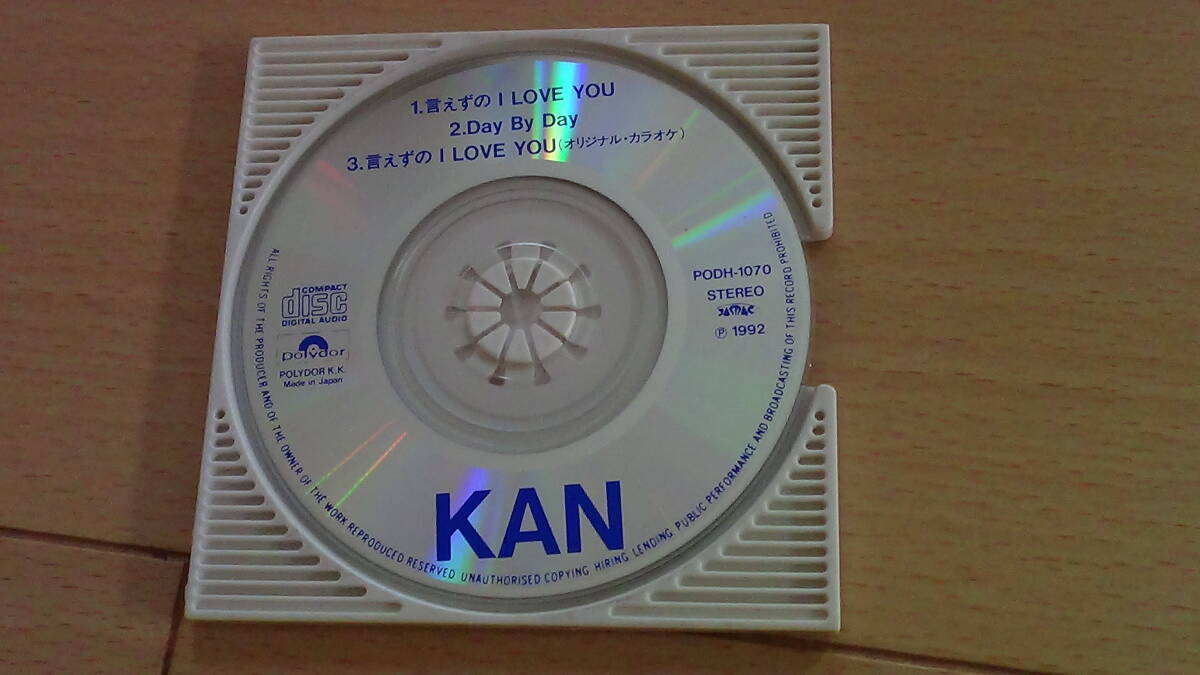 1.言えずの I LOVE YOU
2.Day By Day
3.言えずの I LOVE YOU(オリジナル・カラオケ)
COMPACT
disc
DIGITAL AUDIO
polydor
POLYDOR K.K.
Made in Japan
PODH-1070
STEREO
JASRAC
Ⓟ 1992
KAN
ALL RIGHTS OF THE PRODUCER AND OF THE OWNER OF THE WORK REPRODUCED RESERVED UNAUTHORISED COPYING HIRING LENDING PUBLIC PERFORMANCE AND BROADCASTING OF THIS RECORD PROHIBITED